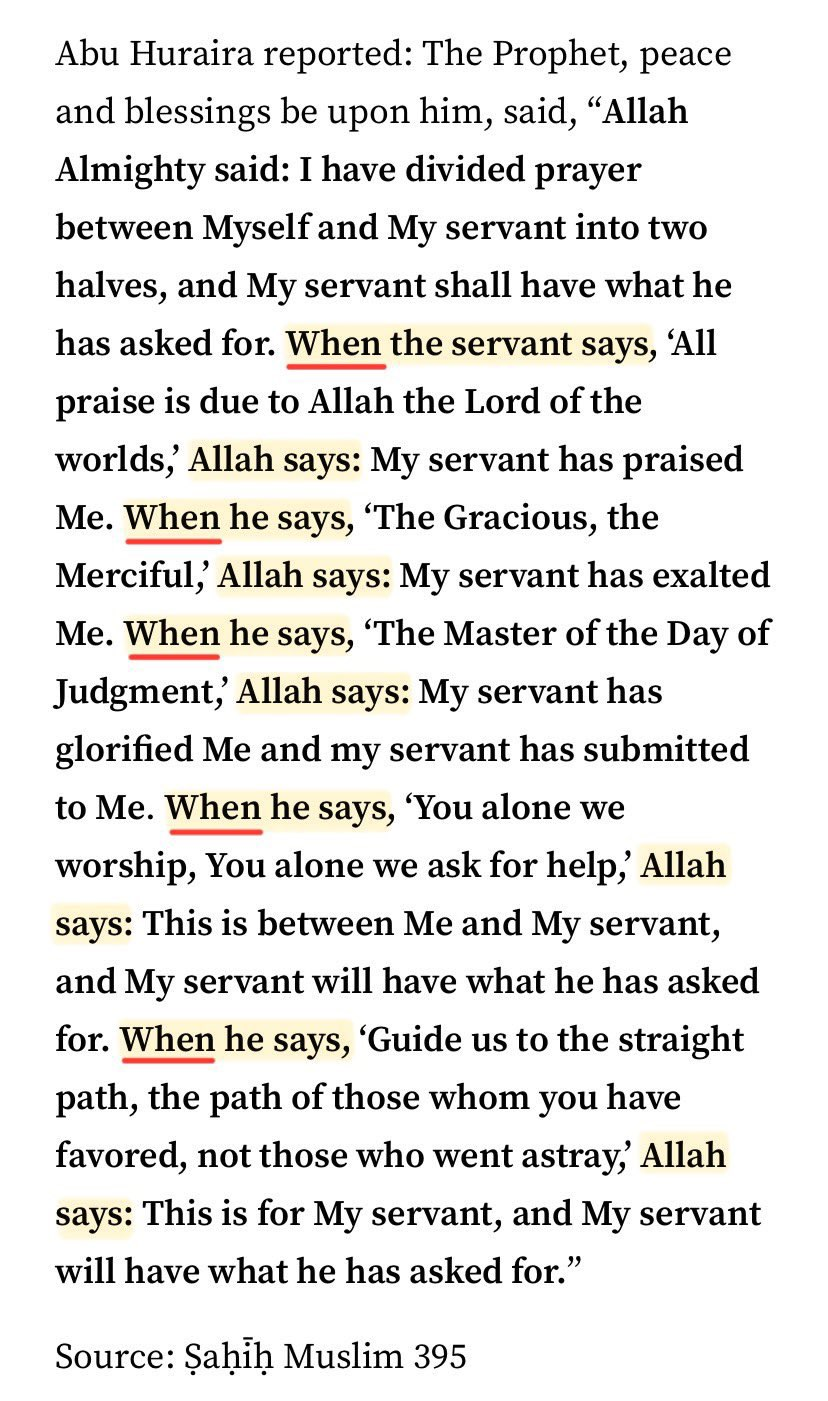 Abu Huraira reported: The Prophet, peace
and blessings be upon him, said, “Allah
Almighty said: I have divided prayer
between Myself and My servant into two
halves, and My servant shall have what he
has asked for. When the servant says, ‘All
praise is due to Allah the Lord of the
worlds,’ Allah says: My servant has praised
Me. When he says, ‘The Gracious, the
Merciful,’ Allah says: My servant has exalted
Me. When he says, ‘The Master of the Day of
Judgment,’ Allah says: My servant has
glorified Me and my servant has submitted
to Me. When he says, ‘You alone we
worship, You alone we ask for help,’ Allah
says: This is between Me and My servant,
and My servant will have what he has asked
for. When he says, ‘Guide us to the straight
path, the path of those whom you have
favored, not those who went astray,’ Allah
says: This is for My servant, and My servant
will have what he has asked for.”
Source: Ṣaḥīḥ Muslim 395